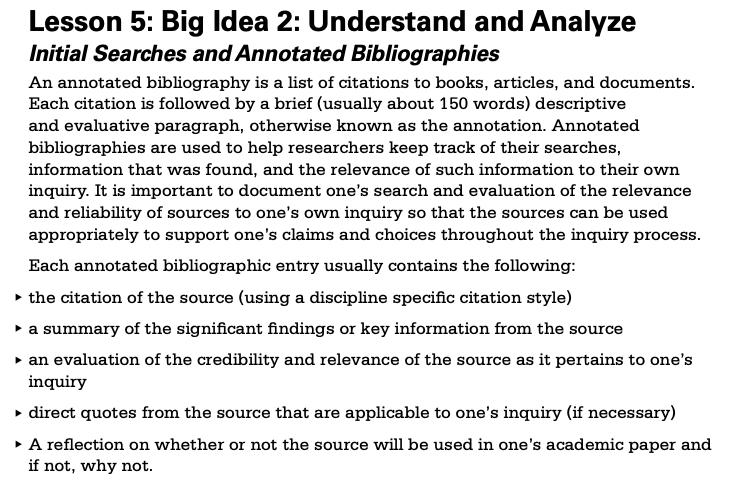 Lesson 5: Big Idea 2: Understand and Analyze
Initial Searches and Annotated Bibliographies
An annotated bibliography is a list of citations to books, articles, and documents.
Each citation is followed by a brief (usually about 150 words) descriptive
and evaluative paragraph, otherwise known as the annotation. Annotated
bibliographies are used to help researchers keep track of their searches,
information that was found, and the relevance of such information to their own
inquiry. It is important to document one’s search and evaluation of the relevance
and reliability of sources to one’s own inquiry so that the sources can be used
appropriately to support one’s claims and choices throughout the inquiry process.
Each annotated bibliographic entry usually contains the following:
▸ the citation of the source (using a discipline specific citation style)
▸ a summary of the significant findings or key information from the source
▸ an evaluation of the credibility and relevance of the source as it pertains to one’s
inquiry
▸ direct quotes from the source that are applicable to one’s inquiry (if necessary)
▸ A reflection on whether or not the source will be used in one’s academic paper and
if not, why not.